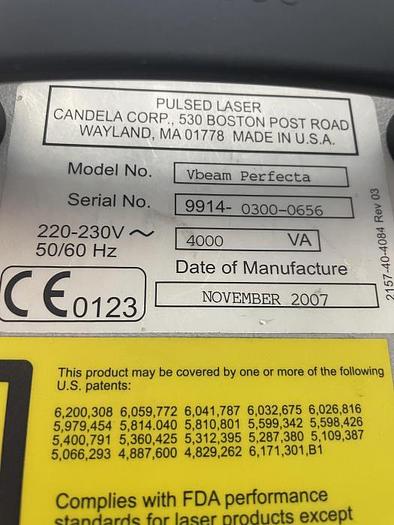 PULSED LASER
CANDELA CORP., 530 BOSTON POST ROAD
WAYLAND, MA 01778 MADE IN U.S.A.
Model No. Vbeam Perfecta
Serial No. 9914- 0300-0656
220-230V ~ 4000 VA
50/60 Hz
Date of Manufacture
CE 0123 NOVEMBER 2007
2157-40-4084 Rev 03
This product may be covered by one or more of the following
U.S. patents:
6,200,308 6,059,772 6,041,787 6,032,675 6,026,816
5,979,454 5,814.040 5,810,801 5,599,342 5,598,426
5,400,791 5,360,425 5,312,395 5,287,380 5,109,387
5,066,293 4,887,600 4,829,262 6,171,301,B1
Complies with FDA performance
standards for laser products except